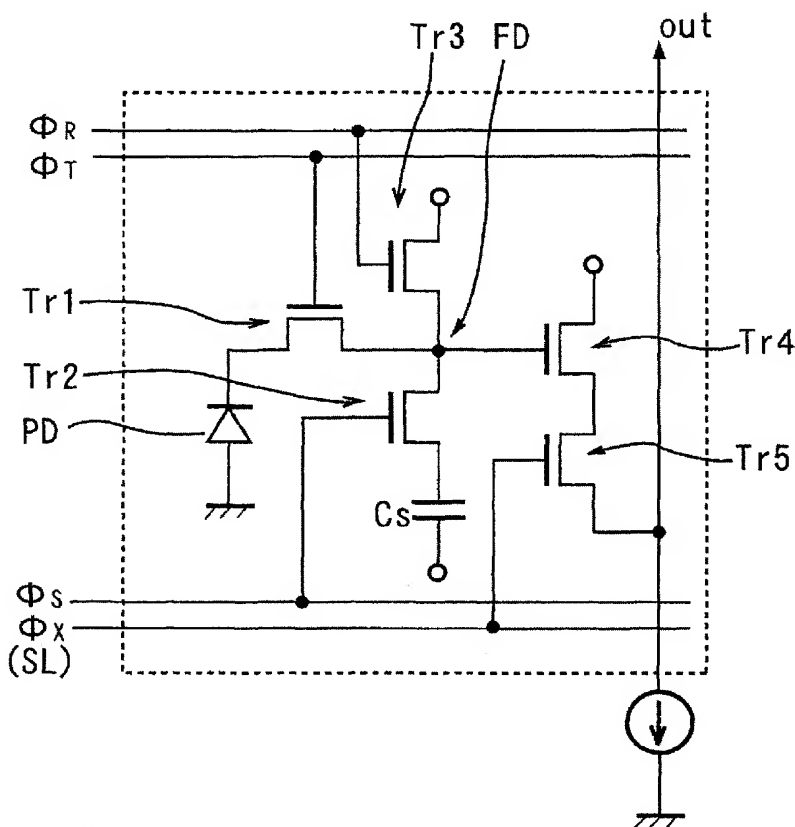 Tr3 FD out
ΦR
ΦT
Tr1
Tr4
Tr2
PD
Tr5
Cs
ΦS
ΦX
(SL)